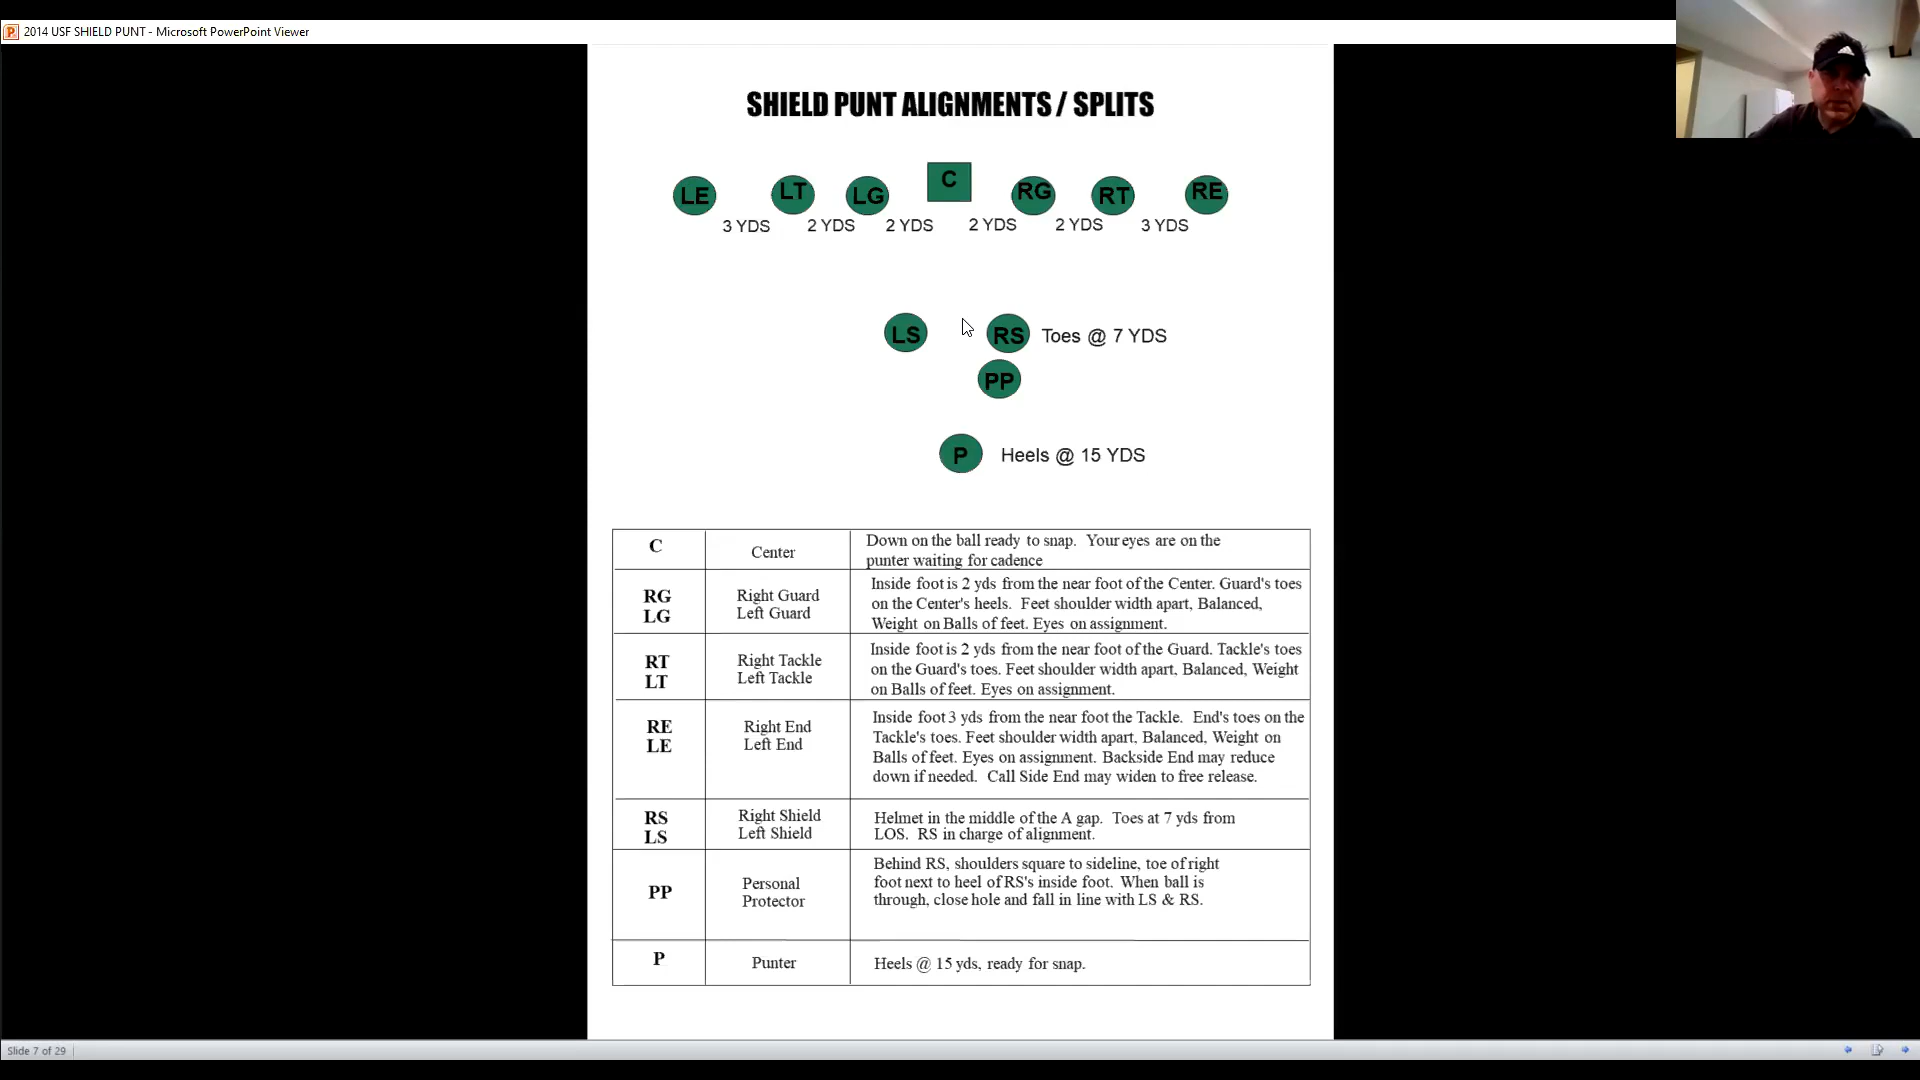 2014 USF SHIELD PUNT - Microsoft PowerPoint Viewer
SHIELD PUNT ALIGNMENTS / SPLITS
LE LT LG C RG RT RE
3 YDS 2 YDS 2 YDS 2 YDS 2 YDS 3 YDS
LS RS Toes @ 7 YDS
PP
P Heels @ 15 YDS
C
Center
Down on the ball ready to snap. Your eyes are on the
punter waiting for cadence
RG
LG
Right Guard
Left Guard
Inside foot is 2 yds from the near foot of the Center. Guard's toes
on the Center's heels. Feet shoulder width apart, Balanced,
Weight on Balls of feet. Eyes on assignment.
RT
LT
Right Tackle
Left Tackle
Inside foot is 2 yds from the near foot of the Guard. Tackle's toes
on the Guard's toes. Feet shoulder width apart, Balanced, Weight
on Balls of feet. Eyes on assignment.
RE
LE
Right End
Left End
Inside foot 3 yds from the near foot the Tackle. End's toes on the
Tackle's toes. Feet shoulder width apart, Balanced, Weight on
Balls of feet. Eyes on assignment. Backside End may reduce
down if needed. Call Side End may widen to free release.
RS
LS
Right Shield
Left Shield
Helmet in the middle of the A gap. Toes at 7 yds from
LOS. RS in charge of alignment.
PP
Personal
Protector
Behind RS, shoulders square to sideline, toe of right
foot next to heel of RS's inside foot. When ball is
through, close hole and fall in line with LS & RS.
P
Punter
Heels @ 15 yds, ready for snap.
Slide 7 of 29